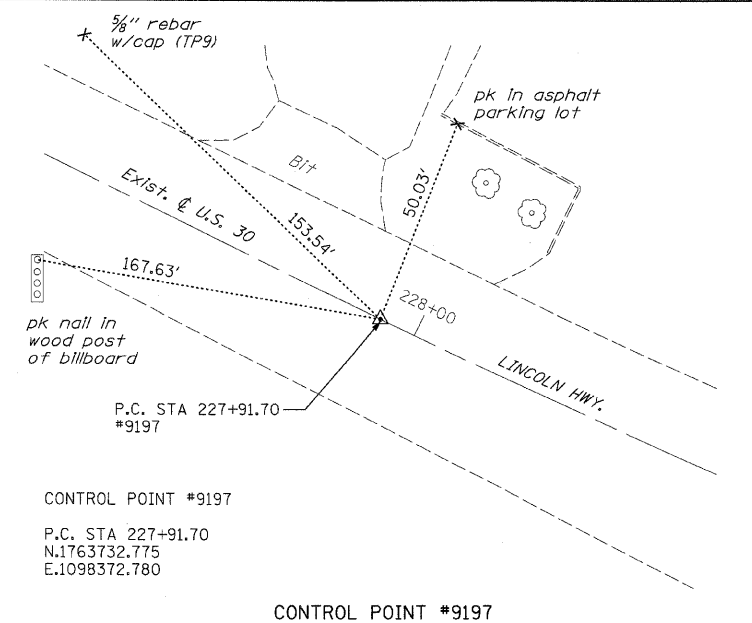 5/8" rebar
w/cap (TP9)
pk in asphalt
parking lot
Bit
Exist. ℄ U.S. 30
50.03'
153.54'
167.63'
228+00
pk nail in
wood post
of billboard
LINCOLN HWY.
P.C. STA 227+91.70
#9197
CONTROL POINT #9197
P.C. STA 227+91.70
N.1763732.775
E.1098372.780
CONTROL POINT #9197